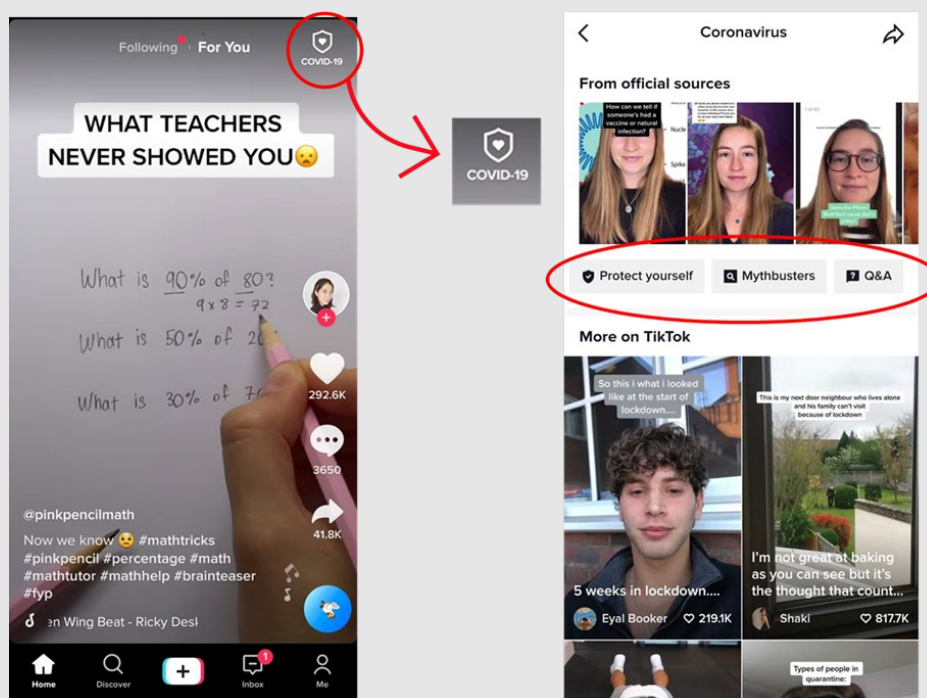 Following For You
COVID-19
WHAT TEACHERS
NEVER SHOWED YOU😦
What is 90% of 80?
9 x 8 = 72
What is 50% of
What is 30% of
292.6K
3650
41.8K
@pinkpencilmath
Now we know 😟 #mathtricks
#pinkpencil #percentage #math
#mathtutor #mathhelp #brainteaser
#fyp
en Wing Beat - Ricky Desk
Home
Discover
Inbox
1
Me
COVID-19
Coronavirus
From official sources
How can we tell if
someone's had a
vaccine or natural
infection?
Spike
Protect yourself
Mythbusters
Q&A
More on TikTok
So this i what i looked
like at the start of
lockdown....
5 weeks in lockdown....
Eyal Booker
219.1K
This is my next door neighbour who lives alone
and his family can't visit
because of lockdown
I'm not great at baking
as you can see but it's
the thought that count...
Shaki
817.7K
Types of people in
quarantine: